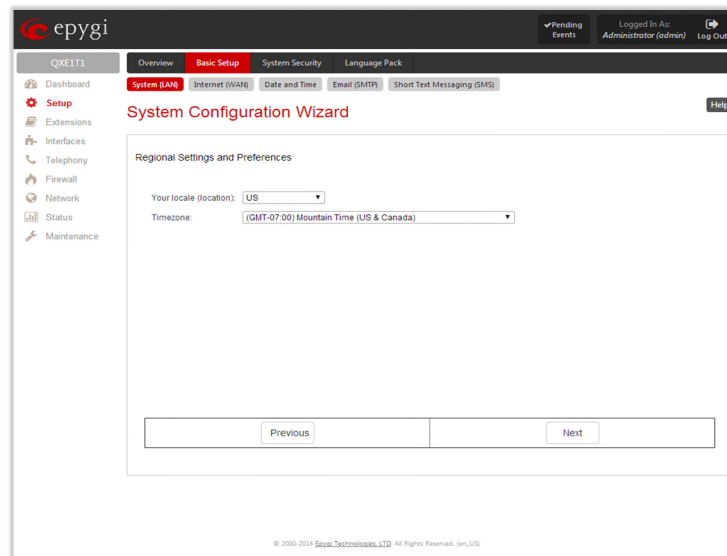 epygi
Pending
Events
Logged In As:
Administrator (admin)
Log Out
QXE1T1
Overview
Basic Setup
System Security
Language Pack
System (LAN)
Internet (WAN)
Date and Time
Email (SMTP)
Short Text Messaging (SMS)
Dashboard
Setup
Extensions
Interfaces
Telephony
Firewall
Network
Status
Maintenance
System Configuration Wizard
Help
Regional Settings and Preferences
Your locale (location): US
Timezone: (GMT-07:00) Mountain Time (US & Canada)
Previous
Next
© 2000-2014 Epygi Technologies, LTD. All Rights Reserved. (en_US)